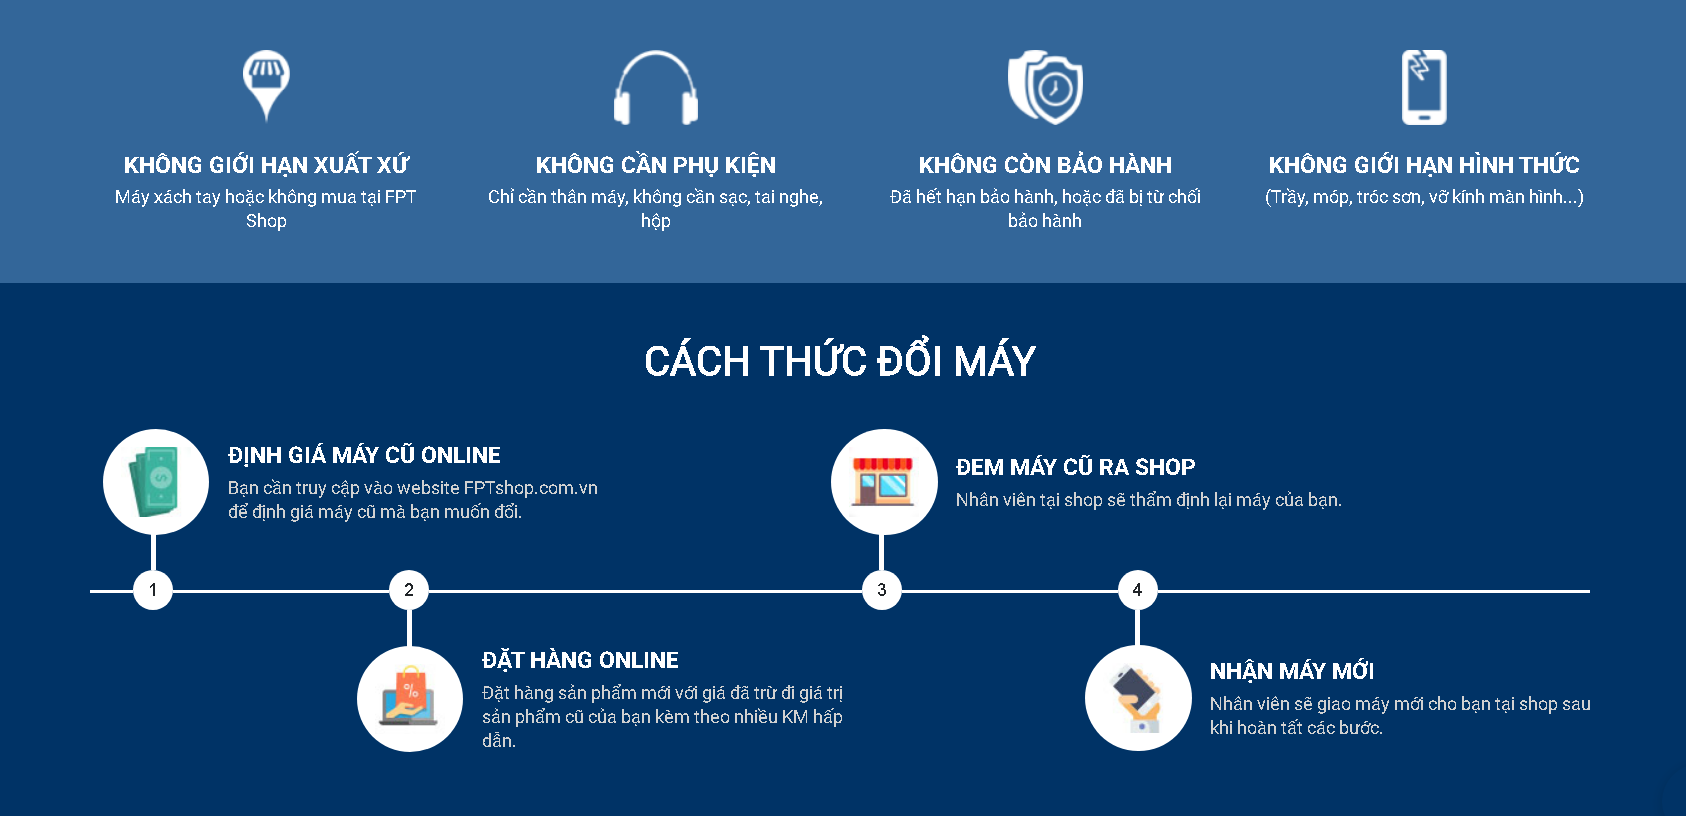 KHÔNG GIỚI HẠN XUẤT XỨ
Máy xách tay hoặc không mua tại FPT
Shop
KHÔNG CẦN PHỤ KIỆN
Chỉ cần thân máy, không cần sạc, tai nghe,
hộp
KHÔNG CÒN BẢO HÀNH
Đã hết hạn bảo hành, hoặc đã bị từ chối
bảo hành
KHÔNG GIỚI HẠN HÌNH THỨC
(Trầy, móp, tróc sơn, vỡ kính màn hình...)
CÁCH THỨC ĐỔI MÁY
ĐỊNH GIÁ MÁY CŨ ONLINE
Bạn cần truy cập vào website FPTshop.com.vn
để định giá máy cũ mà bạn muốn đổi.
1
2
ĐẶT HÀNG ONLINE
Đặt hàng sản phẩm mới với giá đã trừ đi giá trị
sản phẩm cũ của bạn kèm theo nhiều KM hấp
dẫn.
ĐEM MÁY CŨ RA SHOP
Nhân viên tại shop sẽ thẩm định lại máy của bạn.
3
4
NHẬN MÁY MỚI
Nhân viên sẽ giao máy mới cho bạn tại shop sau
khi hoàn tất các bước.